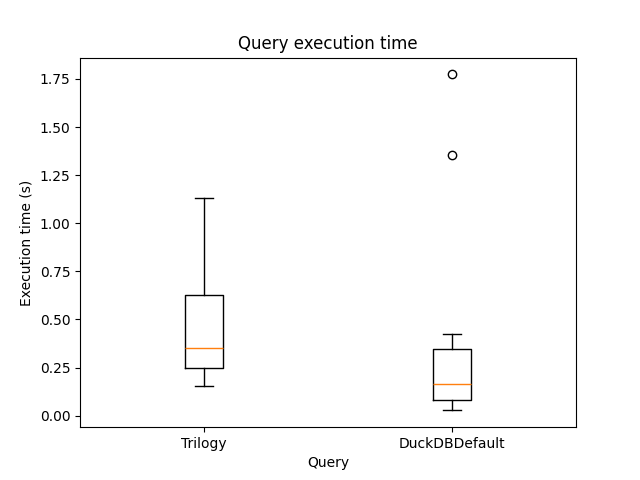 Query execution time
Execution time (s)
1.75
1.50
1.25
1.00
0.75
0.50
0.25
0.00
Trilogy
DuckDBDefault
Query